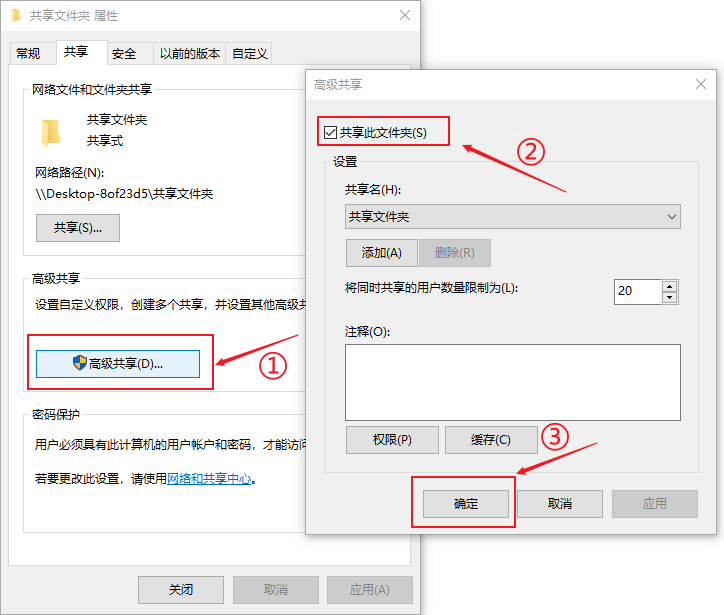 共享文件夹 属性
常规 共享 安全 以前的版本 自定义
网络文件和文件夹共享
共享文件夹
共享式
网络路径(N):
\\Desktop-8of23d5\共享文件夹
共享(S)...
高级共享
设置自定义权限，创建多个共享，并设置其他高级共
高级共享(D)...
①
密码保护
用户必须具有此计算机的用户帐户和密码，才能访问
若要更改此设置，请使用网络和共享中心。
关闭 取消 应用(A)
高级共享
共享此文件夹(S)
②
设置
共享名(H):
共享文件夹
添加(A) 删除(R)
将同时共享的用户数量限制为(L):
20
注释(O):
权限(P) 缓存(C)
③
确定 取消 应用